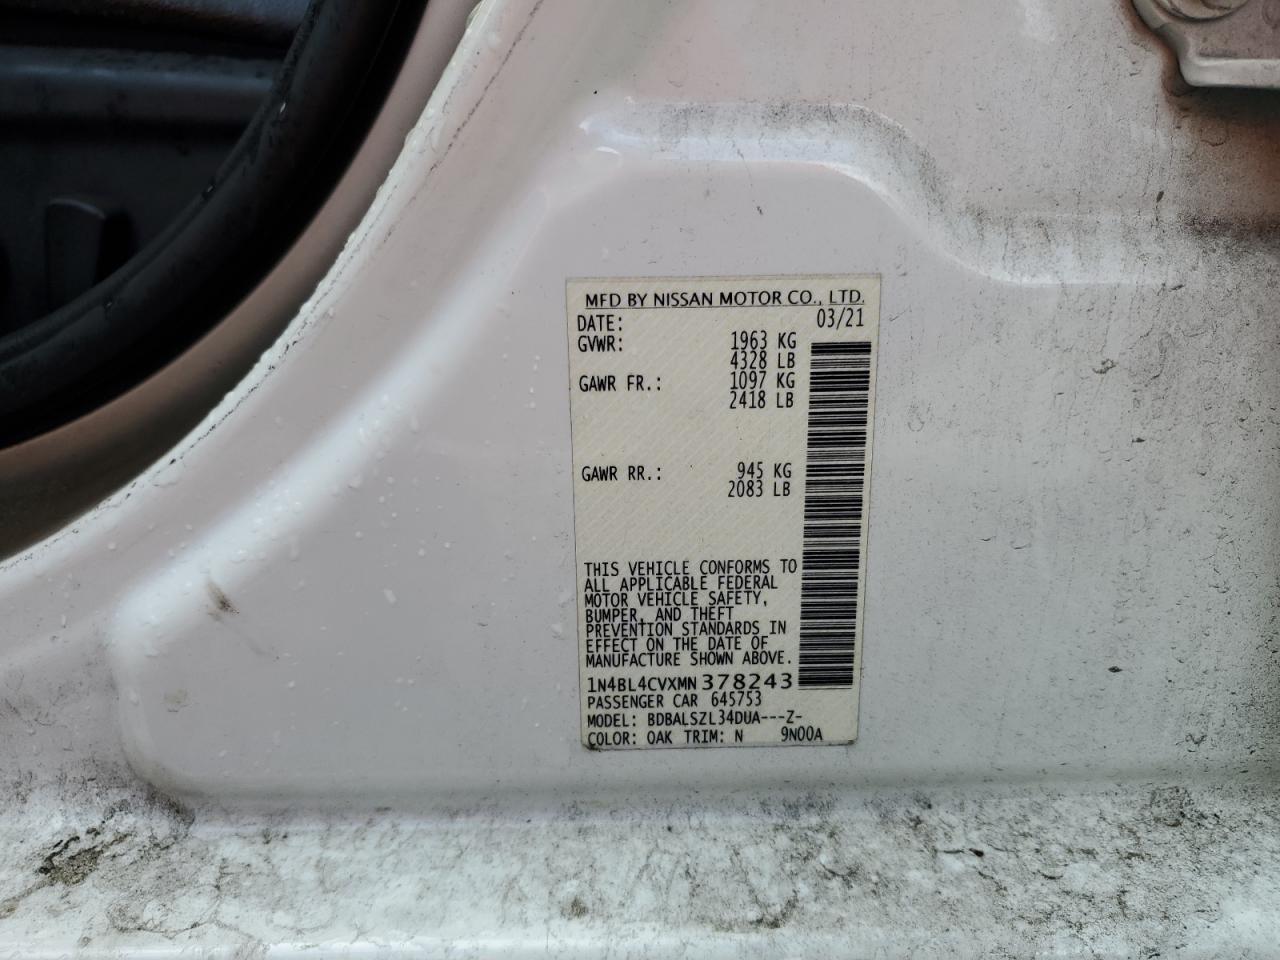 MFD BY NISSAN MOTOR CO., LTD.
DATE: 03/21
GVWR: 1963 KG
4328 LB
GAWR FR.: 1097 KG
2418 LB
GAWR RR.: 945 KG
2083 LB
THIS VEHICLE CONFORMS TO
ALL APPLICABLE FEDERAL
MOTOR VEHICLE SAFETY,
BUMPER, AND THEFT
PREVENTION STANDARDS IN
EFFECT ON THE DATE OF
MANUFACTURE SHOWN ABOVE.
1N4BL4CVXMN378243
PASSENGER CAR 645753
MODEL: BDBALSZL34DUA---Z-
COLOR: OAK TRIM: N 9N00A